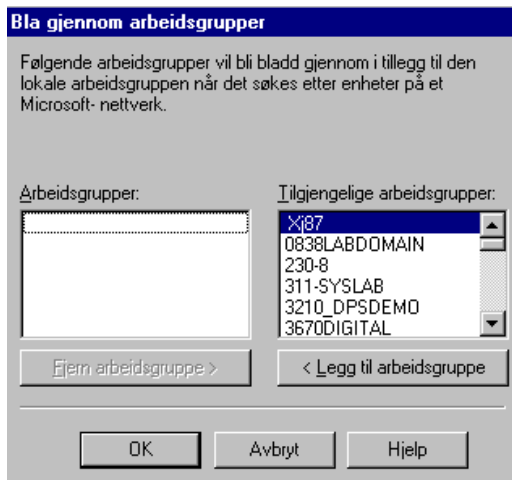 Bla gjennom arbeidsgrupper
Følgende arbeidsgrupper vil bli bladd gjennom i tillegg til den
lokale arbeidsgruppen når det søkes etter enheter på et
Microsoft- nettverk.
Arbeidsgrupper:
Tilgjengelige arbeidsgrupper:
Xj87
0838LABDOMAIN
230-8
311-SYSLAB
3210_DPSDEMO
3670DIGITAL
Fjern arbeidsgruppe >
< Legg til arbeidsgruppe
OK
Avbryt
Hjelp